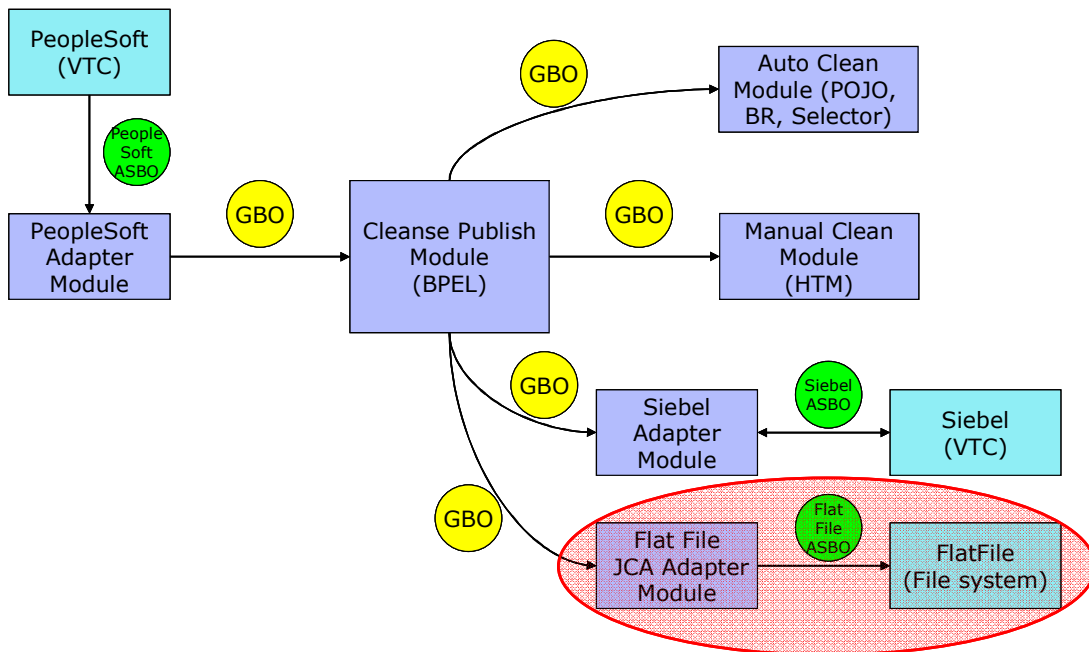 PeopleSoft
(VTC)
GBO
Auto Clean
Module (POJO,
BR, Selector)
People
Soft
ASBO
PeopleSoft
Adapter
Module
GBO
Cleanse Publish
Module
(BPEL)
GBO
Manual Clean
Module
(HTM)
GBO
Siebel
Adapter
Module
Siebel
ASBO
Siebel
(VTC)
GBO
Flat File
JCA Adapter
Module
Flat
File
ASBO
FlatFile
(File system)